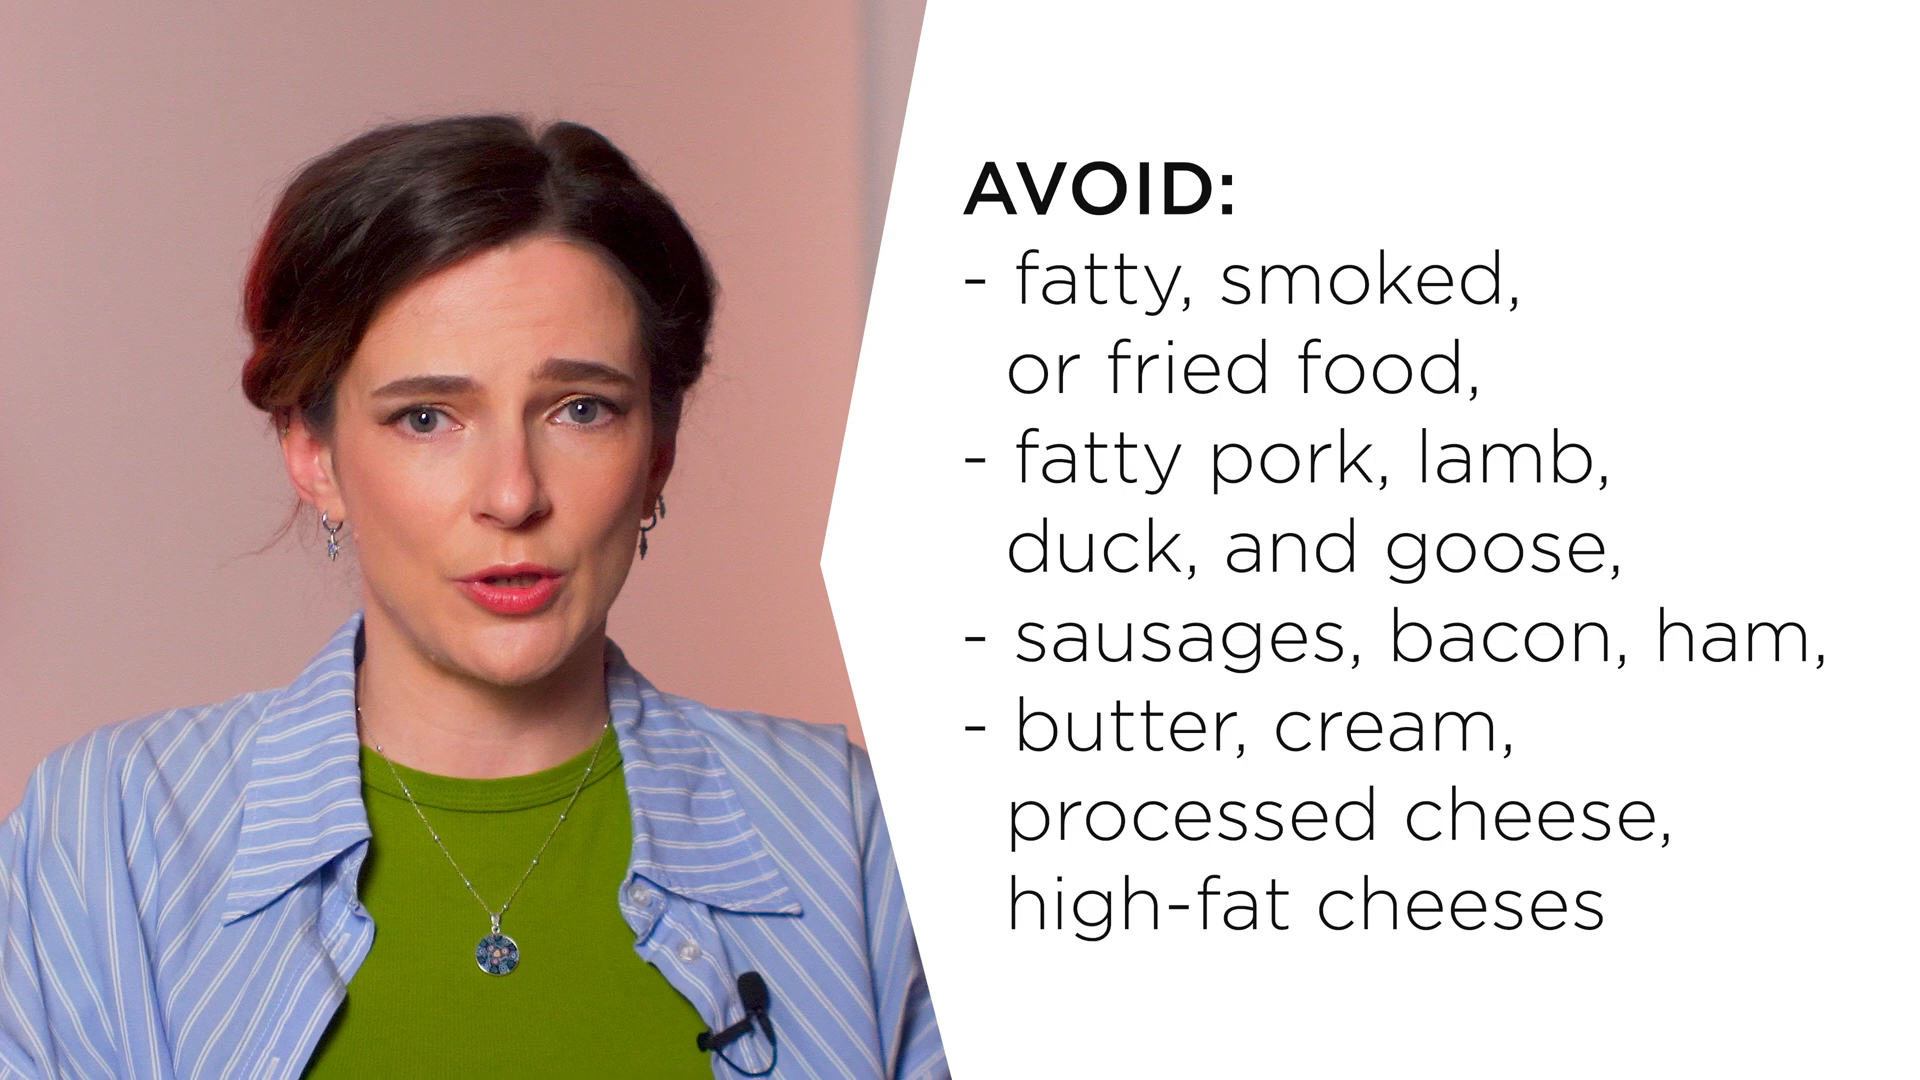 AVOID:
- fatty, smoked,
or fried food,
- fatty pork, lamb,
duck, and goose,
- sausages, bacon, ham,
- butter, cream,
processed cheese,
high-fat cheeses